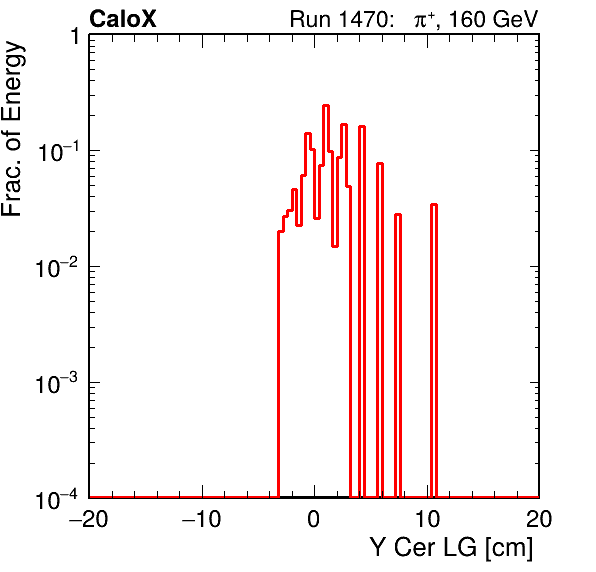 CaloX Run 1470: π⁺, 160 GeV
Frac. of Energy
1
10⁻¹
10⁻²
10⁻³
10⁻⁴
−20 −10 0 10 20
Y Cer LG [cm]